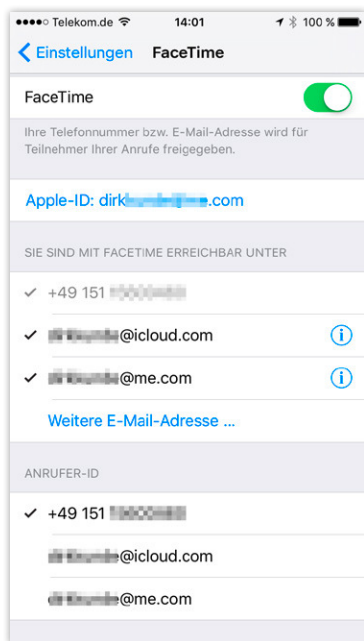 Telekom.de 14:01 100 %
Einstellungen FaceTime
FaceTime
Ihre Telefonnummer bzw. E-Mail-Adresse wird für
Teilnehmer Ihrer Anrufe freigegeben.
Apple-ID: dirk .com
SIE SIND MIT FACETIME ERREICHBAR UNTER
+49 151
@icloud.com
@me.com
Weitere E-Mail-Adresse ...
ANRUFER-ID
+49 151
@icloud.com
@me.com